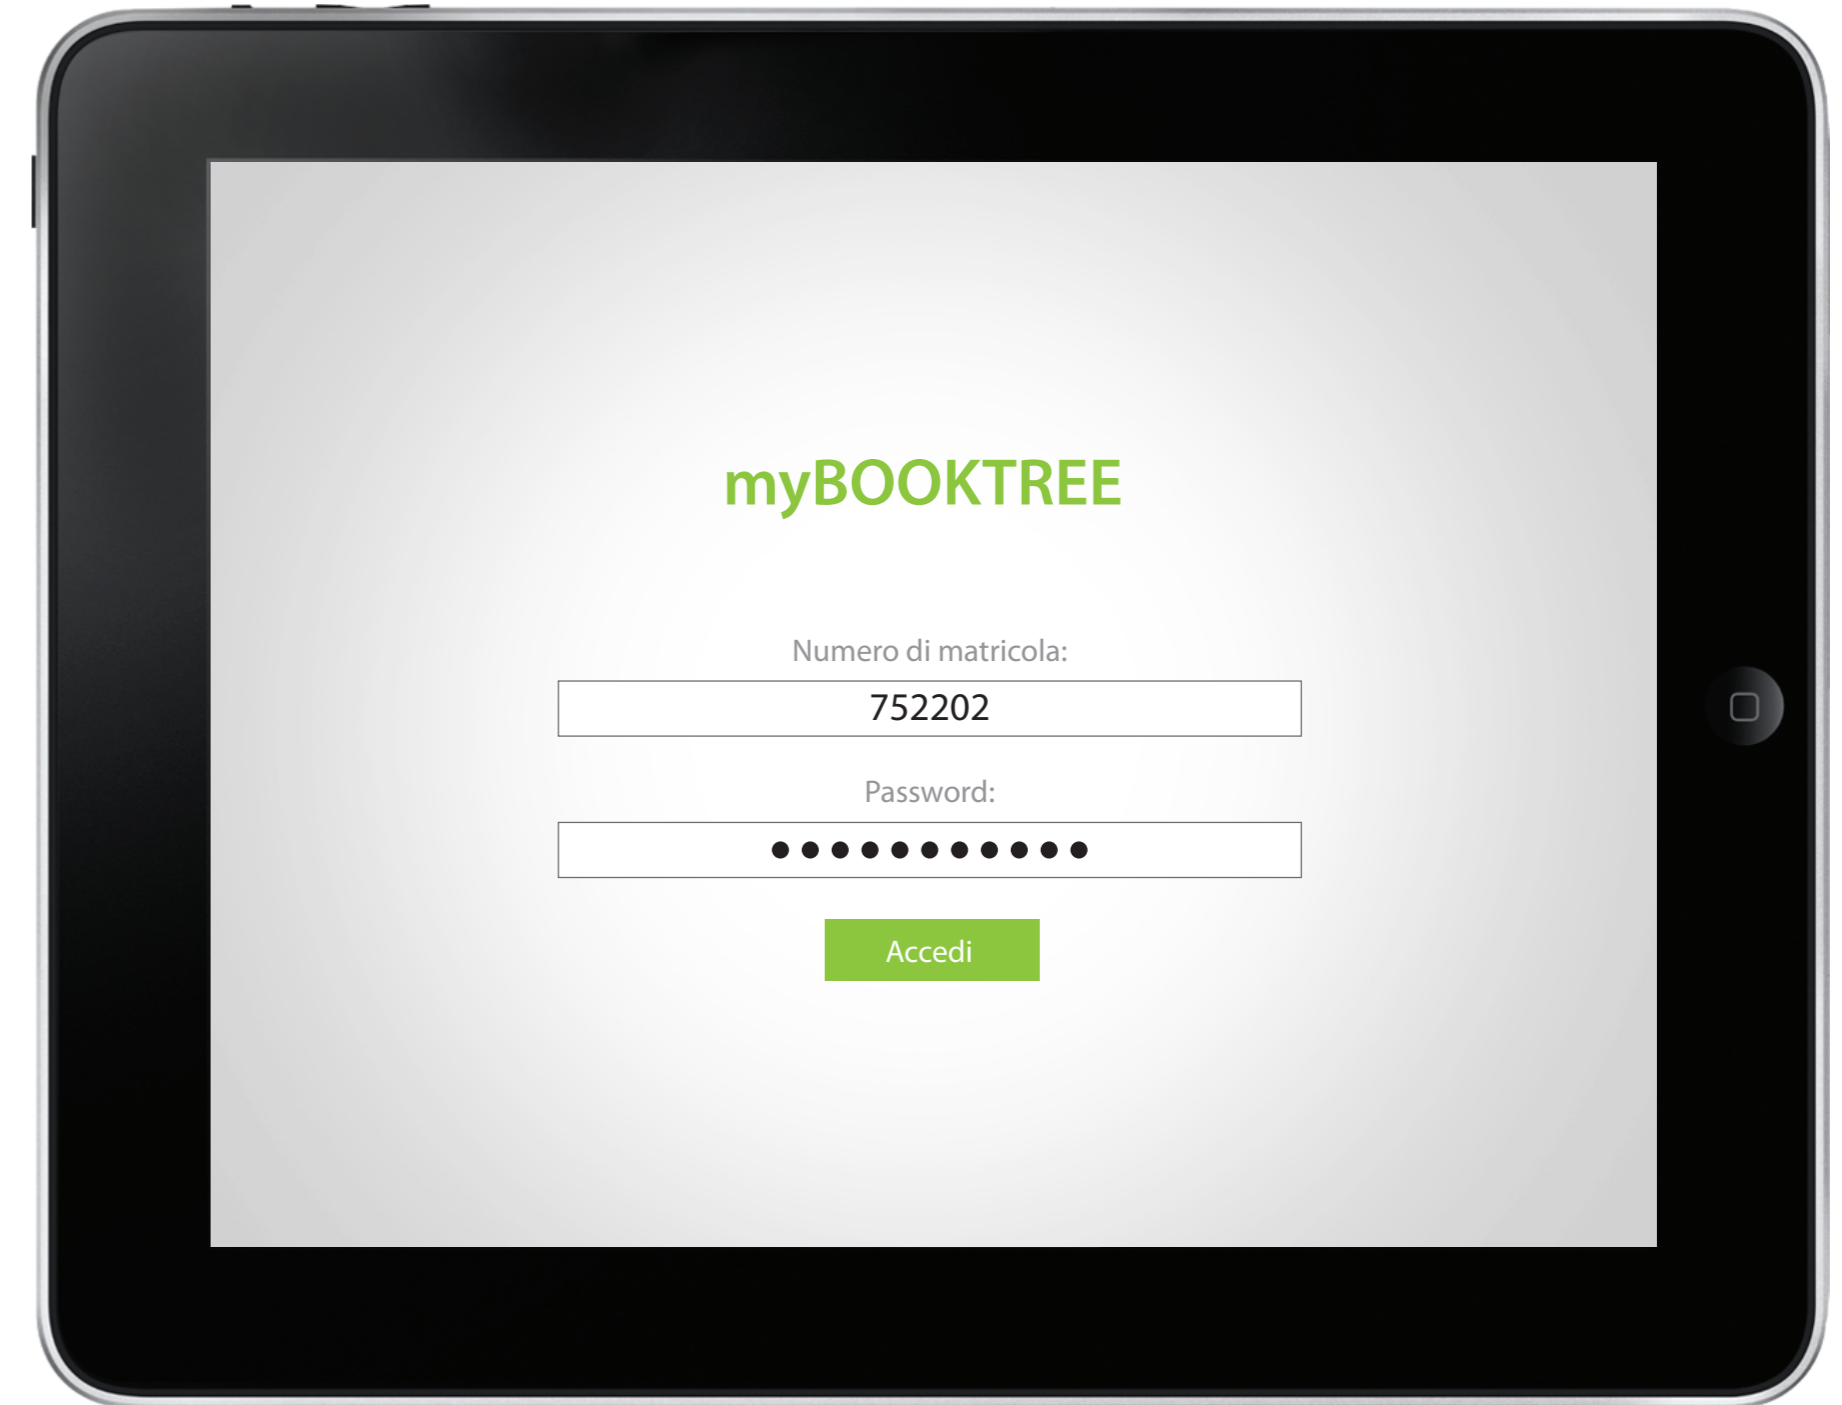 myBOOKTREE
Numero di matricola:
752202
Password:
●●●●●●●●●●●
Accedi